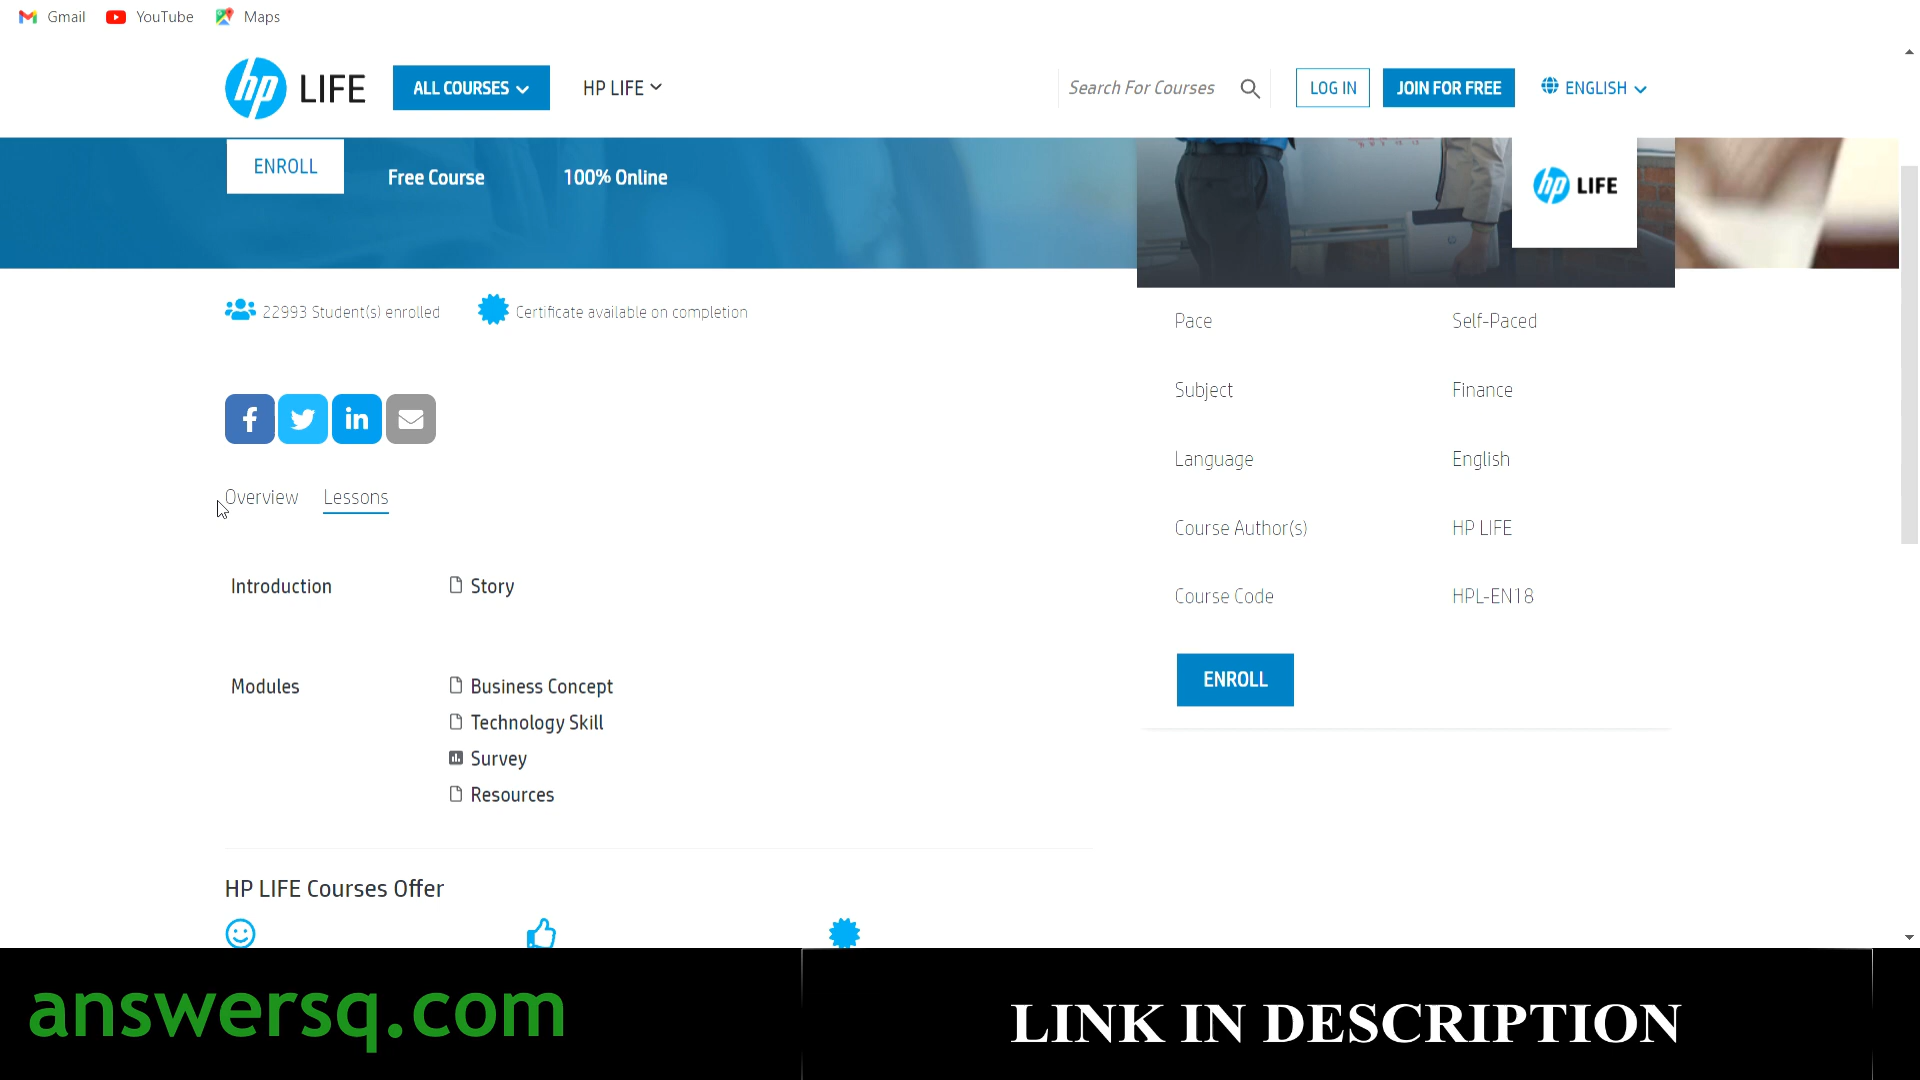 Gmail YouTube Maps
hp LIFE ALL COURSES HP LIFE Search For Courses LOG IN JOIN FOR FREE ENGLISH
ENROLL Free Course 100% Online
hp LIFE
22993 Student(s) enrolled Certificate available on completion
Pace Self-Paced
Subject Finance
Language English
Course Author(s) HP LIFE
Course Code HPL-EN18
ENROLL
f in
Overview Lessons
Introduction Story
Modules Business Concept
Technology Skill
Survey
Resources
HP LIFE Courses Offer
answersq.com
LINK IN DESCRIPTION